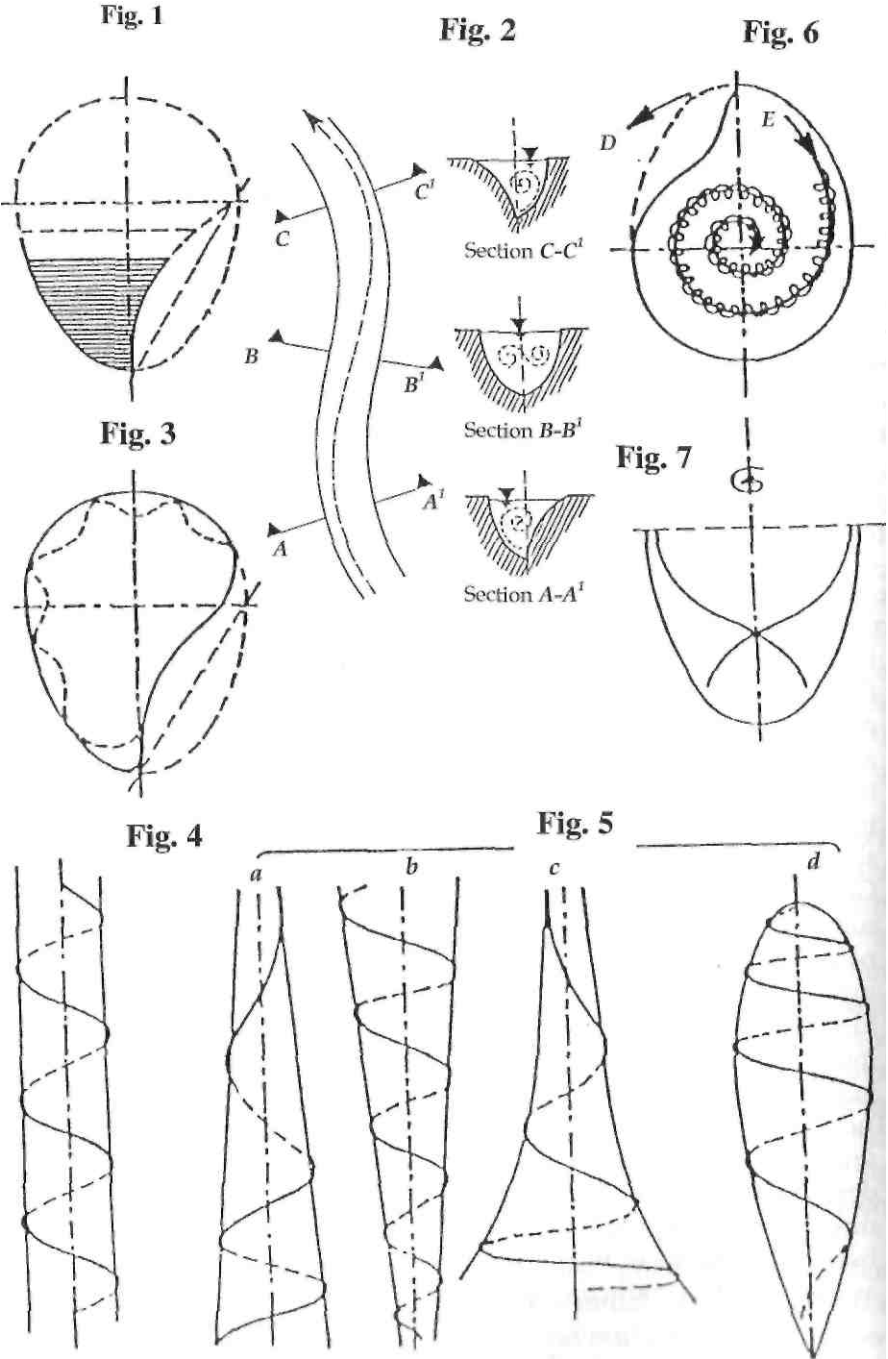 Fig. 1
Fig. 2
Fig. 6
D
E
C
C¹
Section C-C¹
B
B¹
Section B-B¹
Fig. 3
Fig. 7
A
A¹
Section A-A¹
Fig. 4
Fig. 5
a
b
c
d